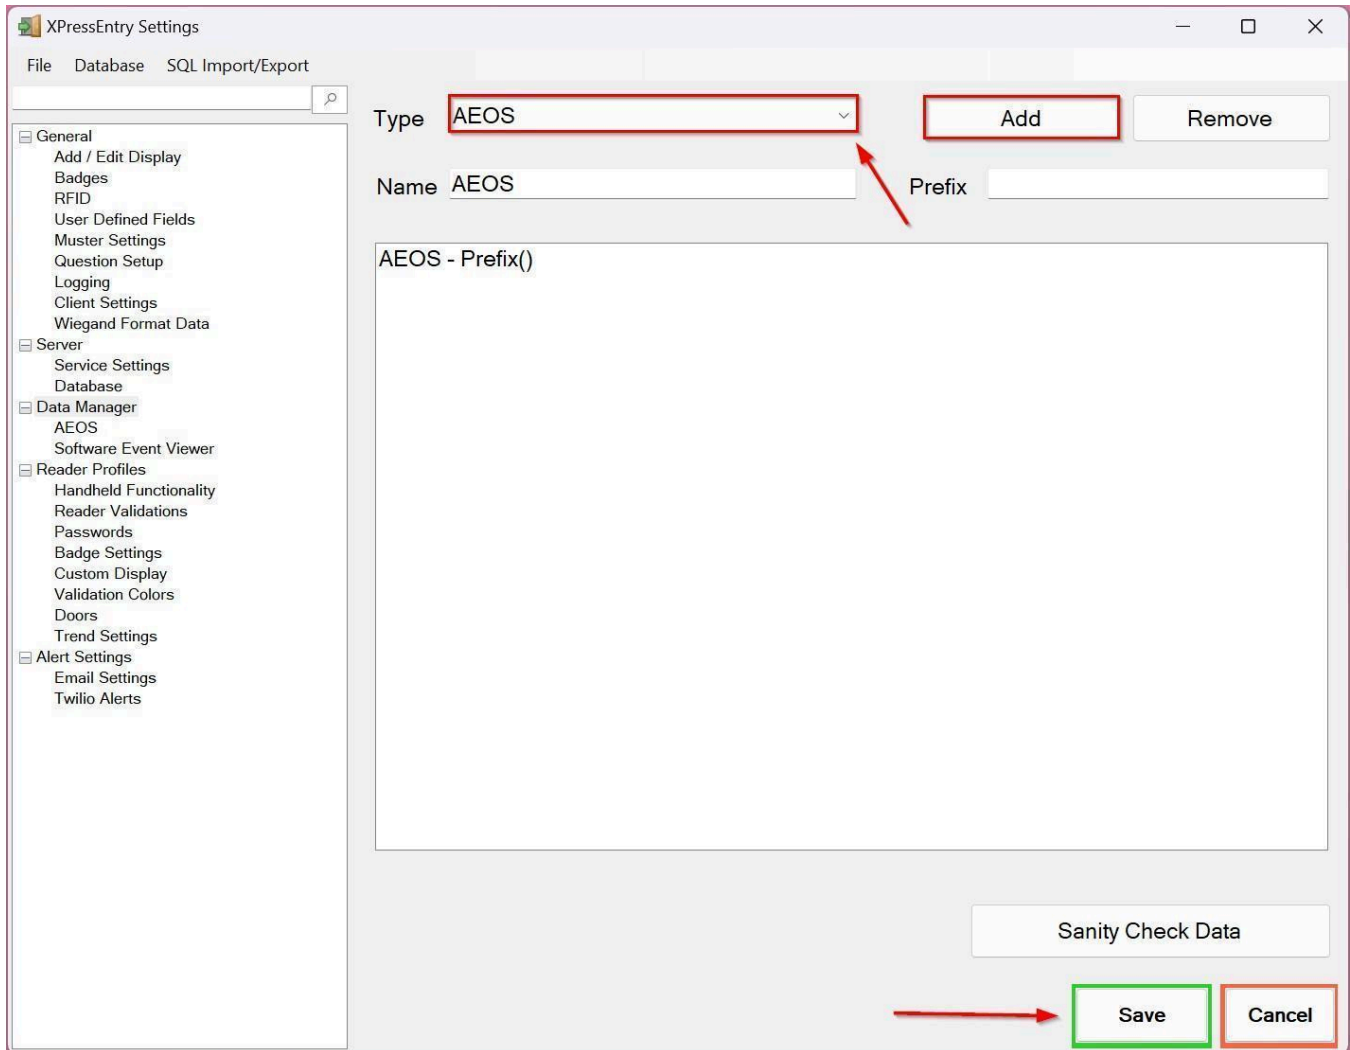 XPressEntry Settings
File Database SQL Import/Export
General
Add / Edit Display
Badges
RFID
User Defined Fields
Muster Settings
Question Setup
Logging
Client Settings
Wiegand Format Data
Server
Service Settings
Database
Data Manager
AEOS
Software Event Viewer
Reader Profiles
Handheld Functionality
Reader Validations
Passwords
Badge Settings
Custom Display
Validation Colors
Doors
Trend Settings
Alert Settings
Email Settings
Twilio Alerts
Type AEOS Add Remove
Name AEOS Prefix
AEOS - Prefix()
Sanity Check Data
Save Cancel